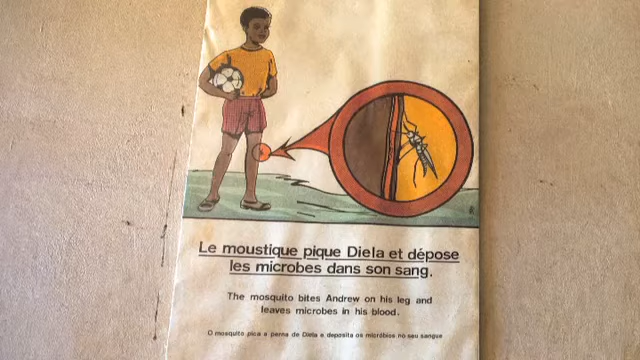 Le moustique pique Diela et dépose
les microbes dans son sang.
The mosquito bites Andrew on his leg and
leaves microbes in his blood.
O mosquito pica a perna de Diela e deposita os micróbios no seu sangue